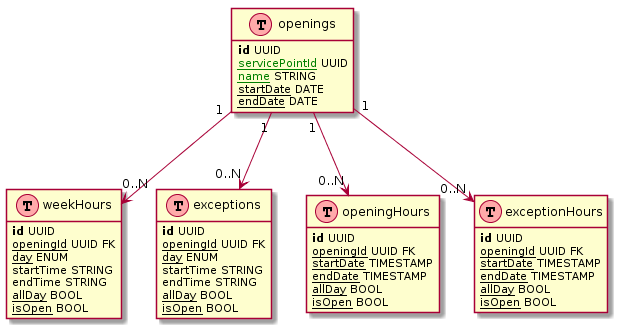 T openings
id UUID
servicePointId UUID
name STRING
startDate DATE
endDate DATE
1
1
1
1
0..N
0..N
0..N
0..N
T weekHours
id UUID
openingId UUID FK
day ENUM
startTime STRING
endTime STRING
allDay BOOL
isOpen BOOL
T exceptions
id UUID
openingId UUID FK
day ENUM
startTime STRING
endTime STRING
allDay BOOL
isOpen BOOL
T openingHours
id UUID
openingId UUID FK
startDate TIMESTAMP
endDate TIMESTAMP
allDay BOOL
isOpen BOOL
T exceptionHours
id UUID
openingId UUID FK
startDate TIMESTAMP
endDate TIMESTAMP
allDay BOOL
isOpen BOOL